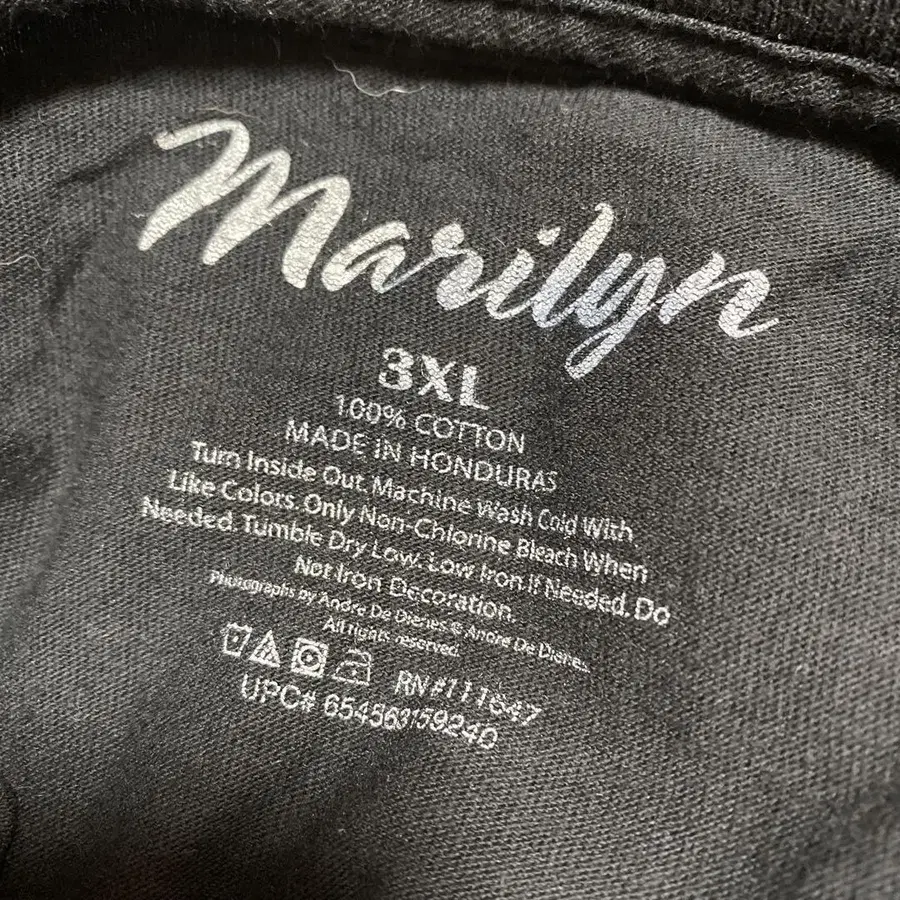 Marilyn
3XL
100% COTTON
MADE IN HONDURAS
Turn Inside Out. Machine Wash Cold With
Like Colors. Only Non-Chlorine Bleach When
Needed. Tumble Dry Low. Low Iron If Needed. Do
Not Iron Decoration.
Photographs by Andre De Dienes © Andre De Dienes.
All rights reserved.
RN #111647
UPC# 654563159240